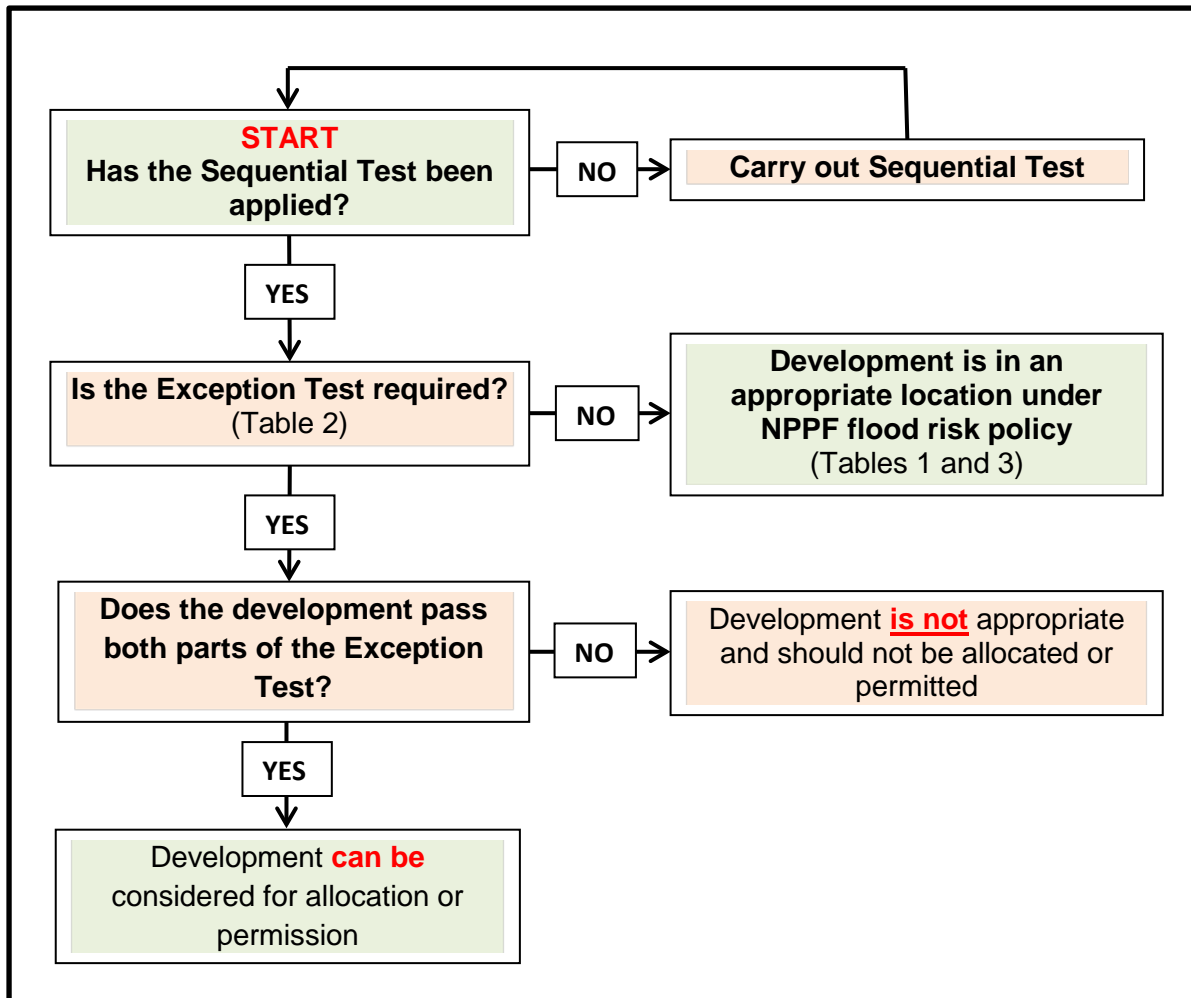 START
Has the Sequential Test been
applied?
NO
Carry out Sequential Test
YES
Is the Exception Test required?
(Table 2)
NO
Development is in an
appropriate location under
NPPF flood risk policy
(Tables 1 and 3)
YES
Does the development pass
both parts of the Exception
Test?
NO
Development is not appropriate
and should not be allocated or
permitted
YES
Development can be
considered for allocation or
permission